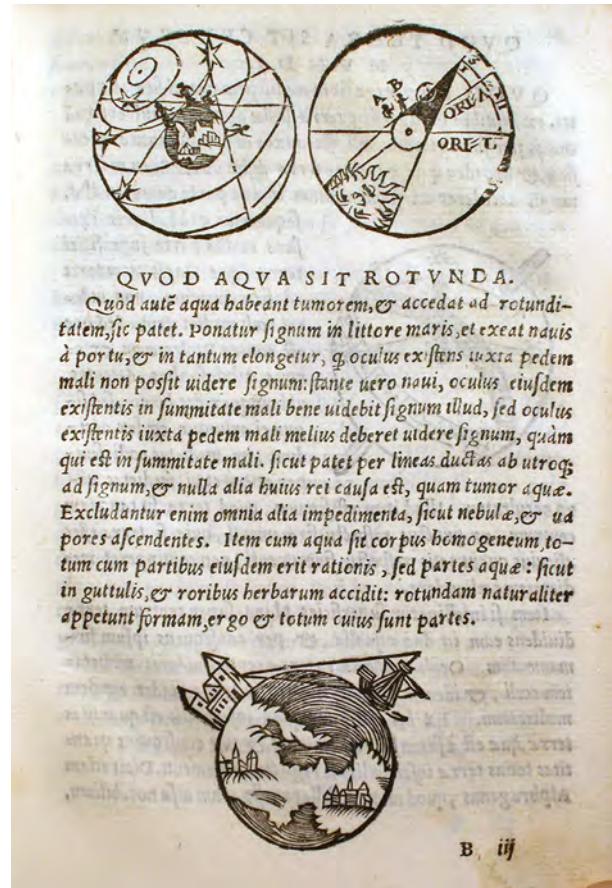 A B
ORIE
ORIE
QVOD AQVA SIT ROTVNDA.
Quòd autẽ aqua habeant tumorem, & accedat ad rotundi-
tatem, sic patet. Ponatur signum in littore maris, et exeat nauis
à portu, & in tantum elongetur, q, oculus existens iuxta pedem
mali non possit uidere signum: stante uero naui, oculus eiusdem
existentis in summitate mali bene uidebit signum illud, sed oculus
existentis iuxta pedem mali melius deberet uidere signum, quàm
qui est in summitate mali. sicut patet per lineas ductas ab utroq;
ad signum, & nulla alia huius rei causa est, quam tumor aquæ.
Excludantur enim omnia alia impedimenta, sicut nebulæ, & ua
pores ascendentes. Item cum aqua sit corpus homogeneum, to-
tum cum partibus eiusdem erit rationis, sed partes aquæ: sicut
in guttulis, & roribus herbarum accidit: rotundam naturaliter
appetunt formam, ergo & totum cuius sunt partes.
B iij